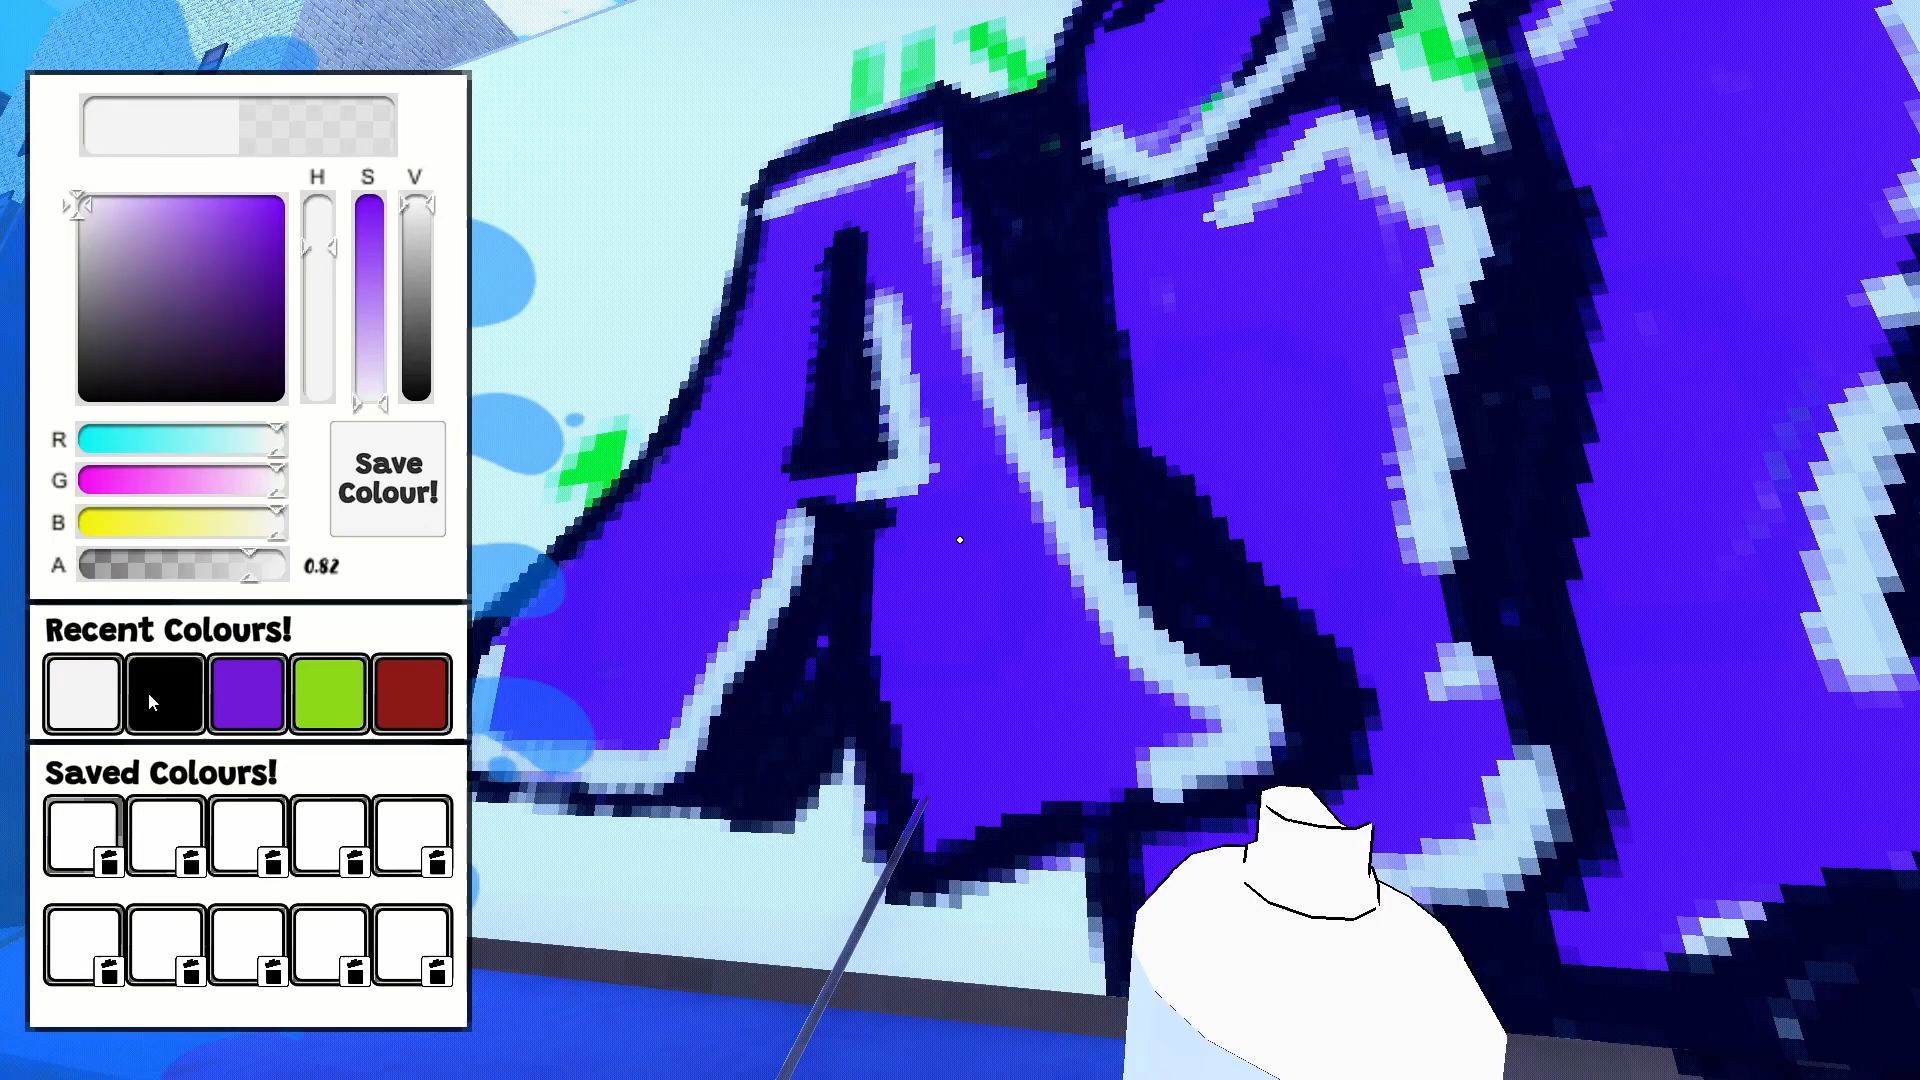 H S V
R
G
B
A 0.82
Save
Colour!
Recent Colours!
Saved Colours!
A